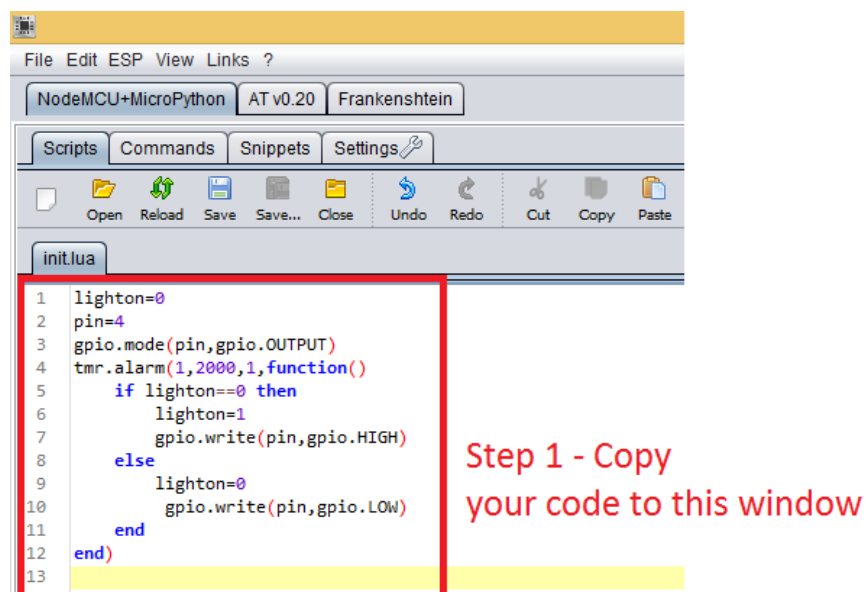 File Edit ESP View Links ?
NodeMCU+MicroPython AT v0.20 Frankenshtein
Scripts Commands Snippets Settings
Open Reload Save Save... Close Undo Redo Cut Copy Paste
init.lua
1 lighton=0
2 pin=4
3 gpio.mode(pin,gpio.OUTPUT)
4 tmr.alarm(1,2000,1,function()
5     if lighton==0 then
6         lighton=1
7         gpio.write(pin,gpio.HIGH)
8     else
9         lighton=0
10          gpio.write(pin,gpio.LOW)
11     end
12 end)
13
Step 1 - Copy
your code to this window